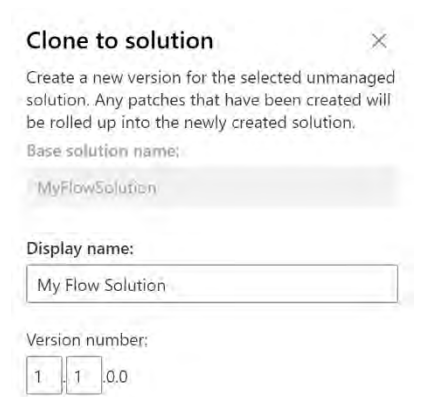 Clone to solution
Create a new version for the selected unmanaged
solution. Any patches that have been created will
be rolled up into the newly created solution.
Base solution name:
MyFlowSolution
Display name:
My Flow Solution
Version number:
1 . 1 .0.0